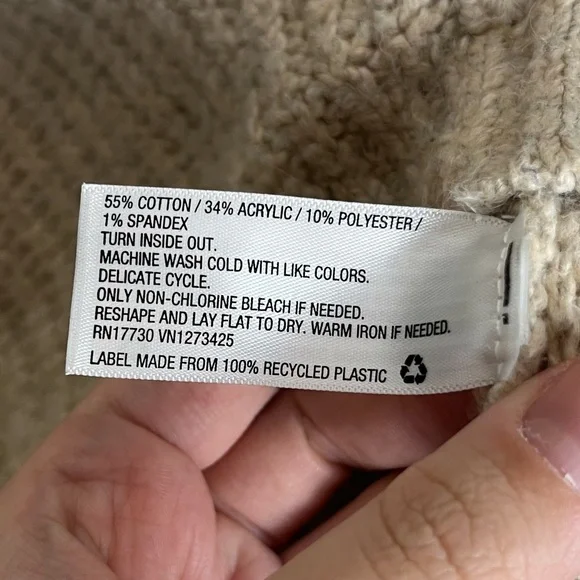 55% COTTON / 34% ACRYLIC / 10% POLYESTER /
1% SPANDEX
TURN INSIDE OUT.
MACHINE WASH COLD WITH LIKE COLORS.
DELICATE CYCLE.
ONLY NON-CHLORINE BLEACH IF NEEDED.
RESHAPE AND LAY FLAT TO DRY. WARM IRON IF NEEDED.
RN17730 VN1273425
LABEL MADE FROM 100% RECYCLED PLASTIC